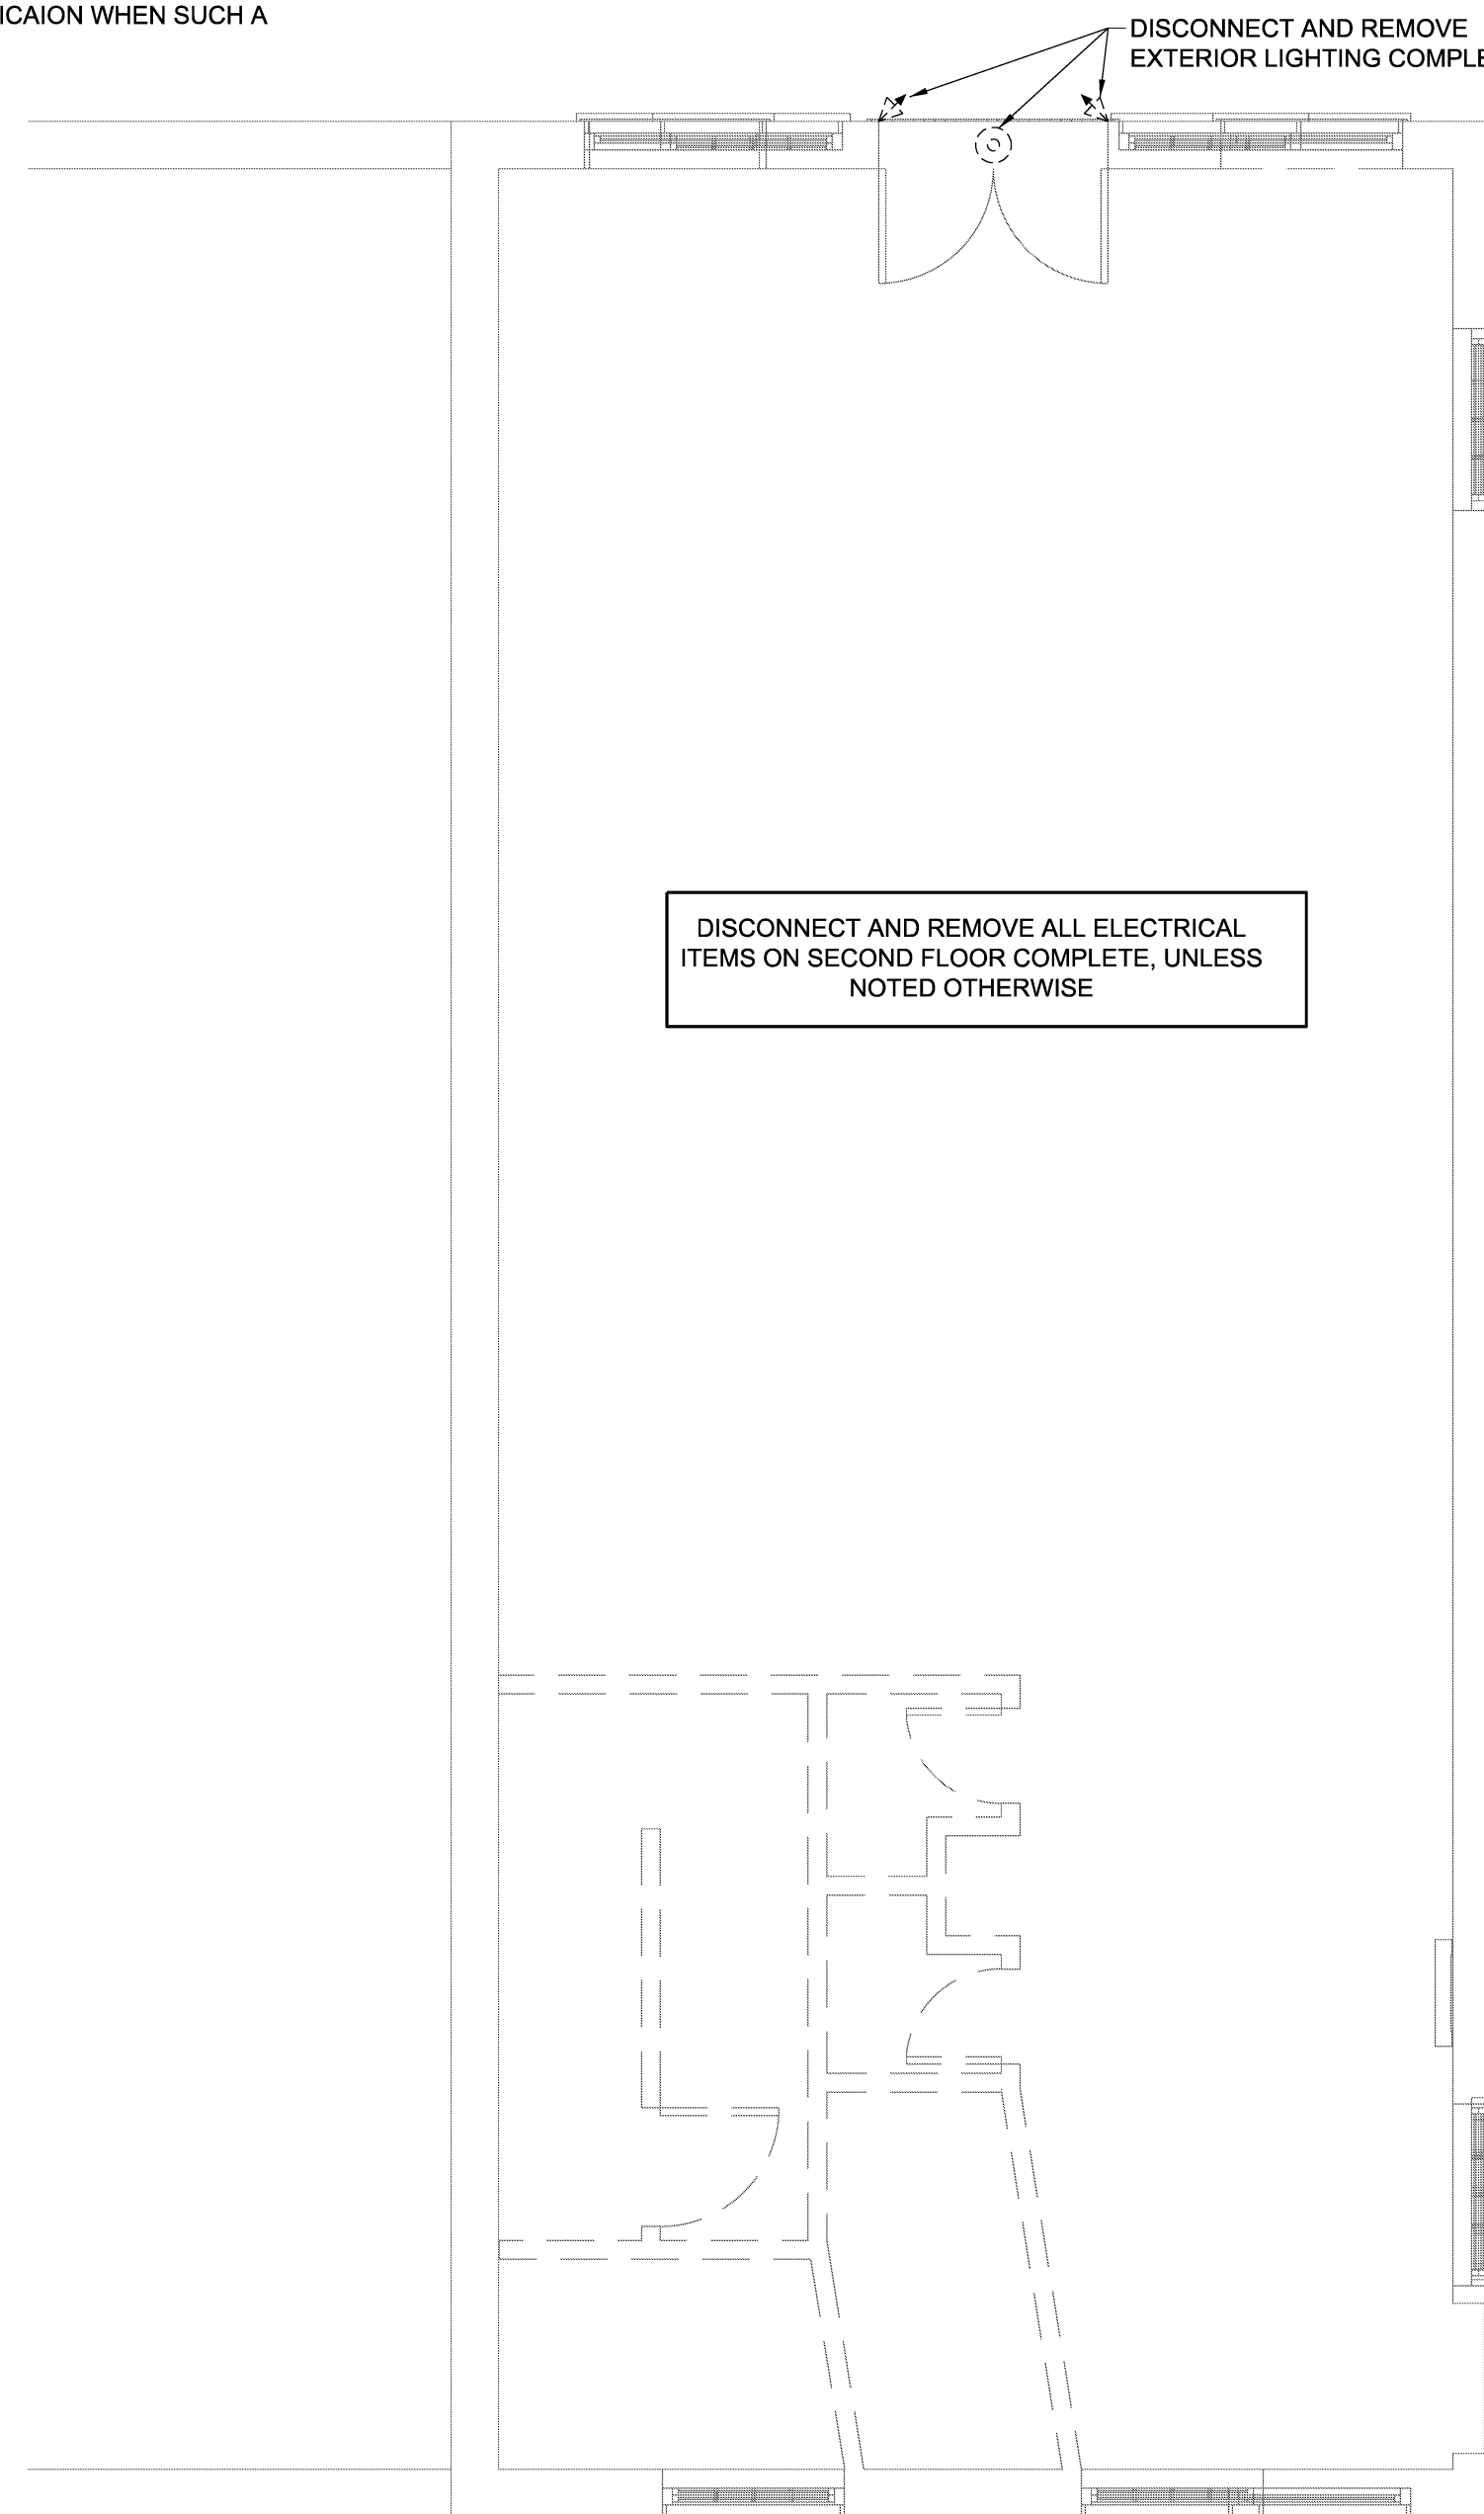 ICAION WHEN SUCH A
DISCONNECT AND REMOVE
EXTERIOR LIGHTING COMPLE
DISCONNECT AND REMOVE ALL ELECTRICAL
ITEMS ON SECOND FLOOR COMPLETE, UNLESS
NOTED OTHERWISE